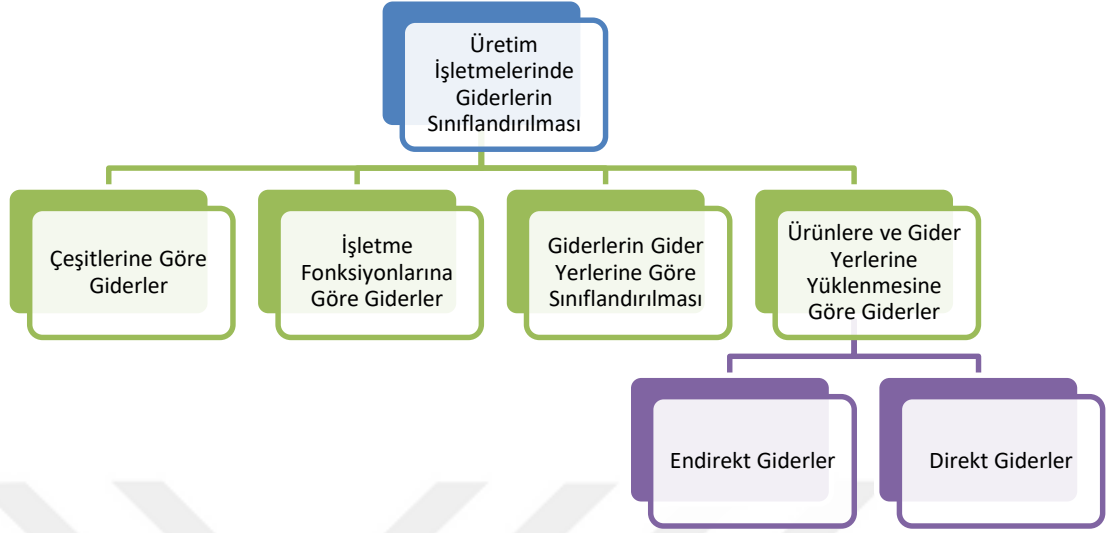 Üretim
İşletmelerinde
Giderlerin
Sınıflandırılması
Çeşitlerine Göre
Giderler
İşletme
Fonksiyonlarına
Göre Giderler
Giderlerin Gider
Yerlerine Göre
Sınıflandırılması
Ürünlere ve Gider
Yerlerine
Yüklenmesine
Göre Giderler
Endirekt Giderler
Direkt Giderler